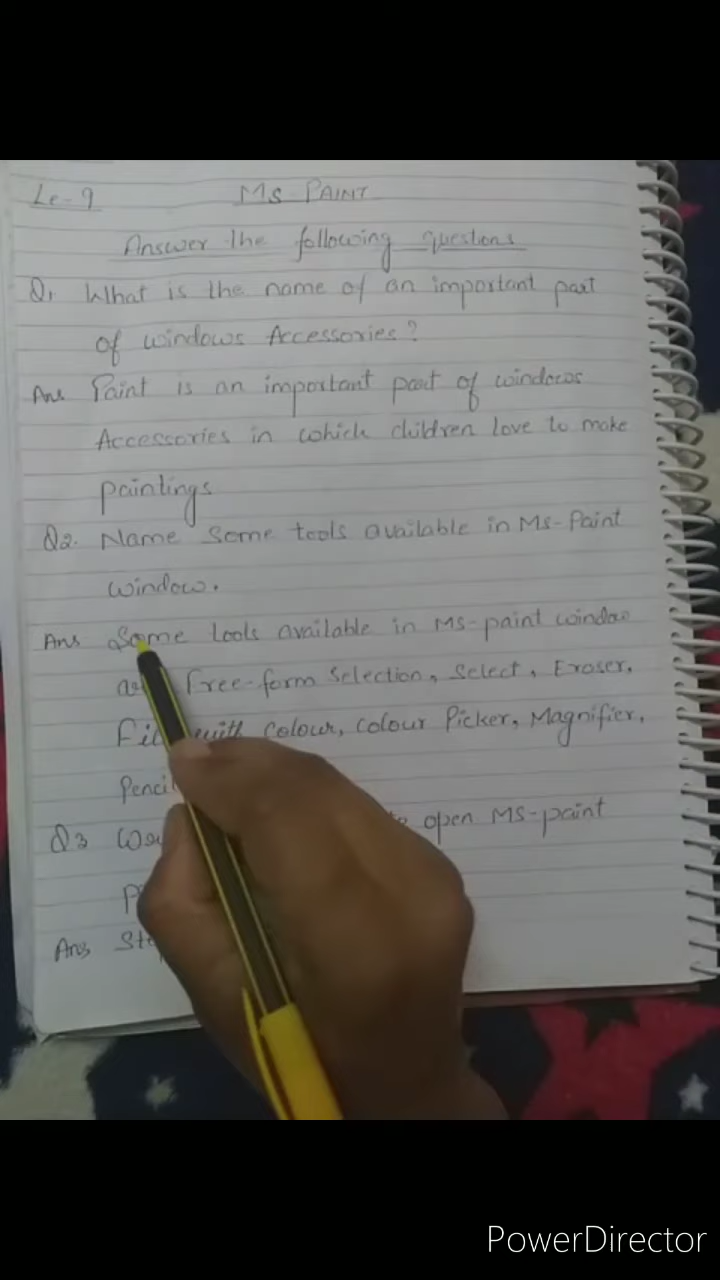 Le-9 MS-PAINT
Answer the following questions
Q1 What is the name of an important part
of windows Accessories?
Ans Paint is an important part of windows
Accessories in which children love to make
paintings
Q2. Name Some tools available in Ms-Paint
window.
Ans Some tools available in MS-paint window
Free-form Selection, Select, Eraser,
with Colour, Colour Picker, Magnifier,
Q3 open MS-paint
Ans
PowerDirector